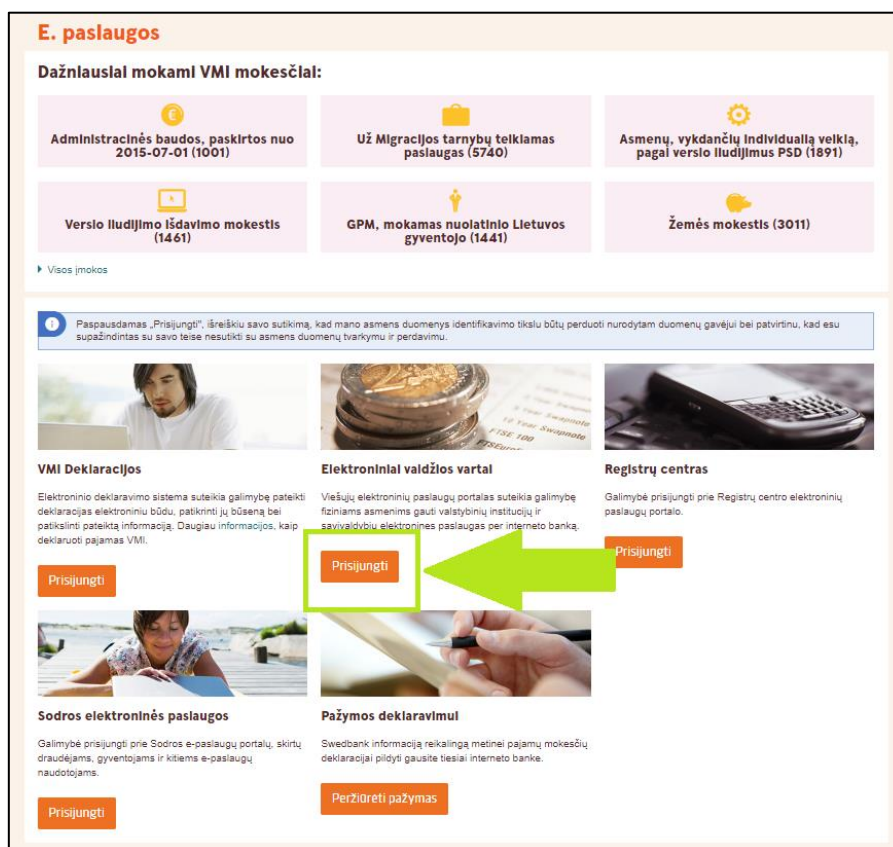 E. paslaugos
Dažniausiai mokami VMI mokesčiai:
Administracinės baudos, paskirtos nuo
2015-07-01 (1001)
Už Migracijos tarnybų teikiamas
paslaugas (5740)
Asmenų, vykdančių individualią veiklą,
pagal verslo liudijimus PSD (1891)
Verslo liudijimo išdavimo mokestis
(1461)
GPM, mokamas nuolatinio Lietuvos
gyventojo (1441)
Žemės mokestis (3011)
Visos įmokos
Paspausdamas „Prisijungti", išreiškiu savo sutikimą, kad mano asmens duomenys identifikavimo tikslu būtų perduoti nurodytam duomenų gavėjui bei patvirtinu, kad esu
supažindintas su savo teise nesutikti su asmens duomenų tvarkymu ir perdavimu.
10 Year Swapnote
FTSE 100
VMI Deklaracijos
Elektroninio deklaravimo sistema suteikia galimybę pateikti
deklaracijas elektroniniu būdu, patikrinti jų būseną bei
patikslinti pateiktą informaciją. Daugiau informacijos, kaip
deklaruoti pajamas VMI.
Prisijungti
Elektroniniai valdžios vartai
Viešųjų elektroninių paslaugų portalas suteikia galimybę
fiziniams asmenims gauti valstybinių institucijų ir
savivaldybių elektronines paslaugas per interneto banką.
Prisijungti
Registrų centras
Galimybė prisijungti prie Registrų centro elektroninių
paslaugų portalo.
Prisijungti
Sodros elektroninės paslaugos
Galimybė prisijungti prie Sodros e-paslaugų portalų, skirtų
draudėjams, gyventojams ir kitiems e-paslaugų
naudotojams.
Prisijungti
Pažymos deklaravimui
Swedbank informaciją reikalingą metinei pajamų mokesčių
deklaracijai pildyti gausite tiesiai interneto banke.
Peržiūrėti pažymas